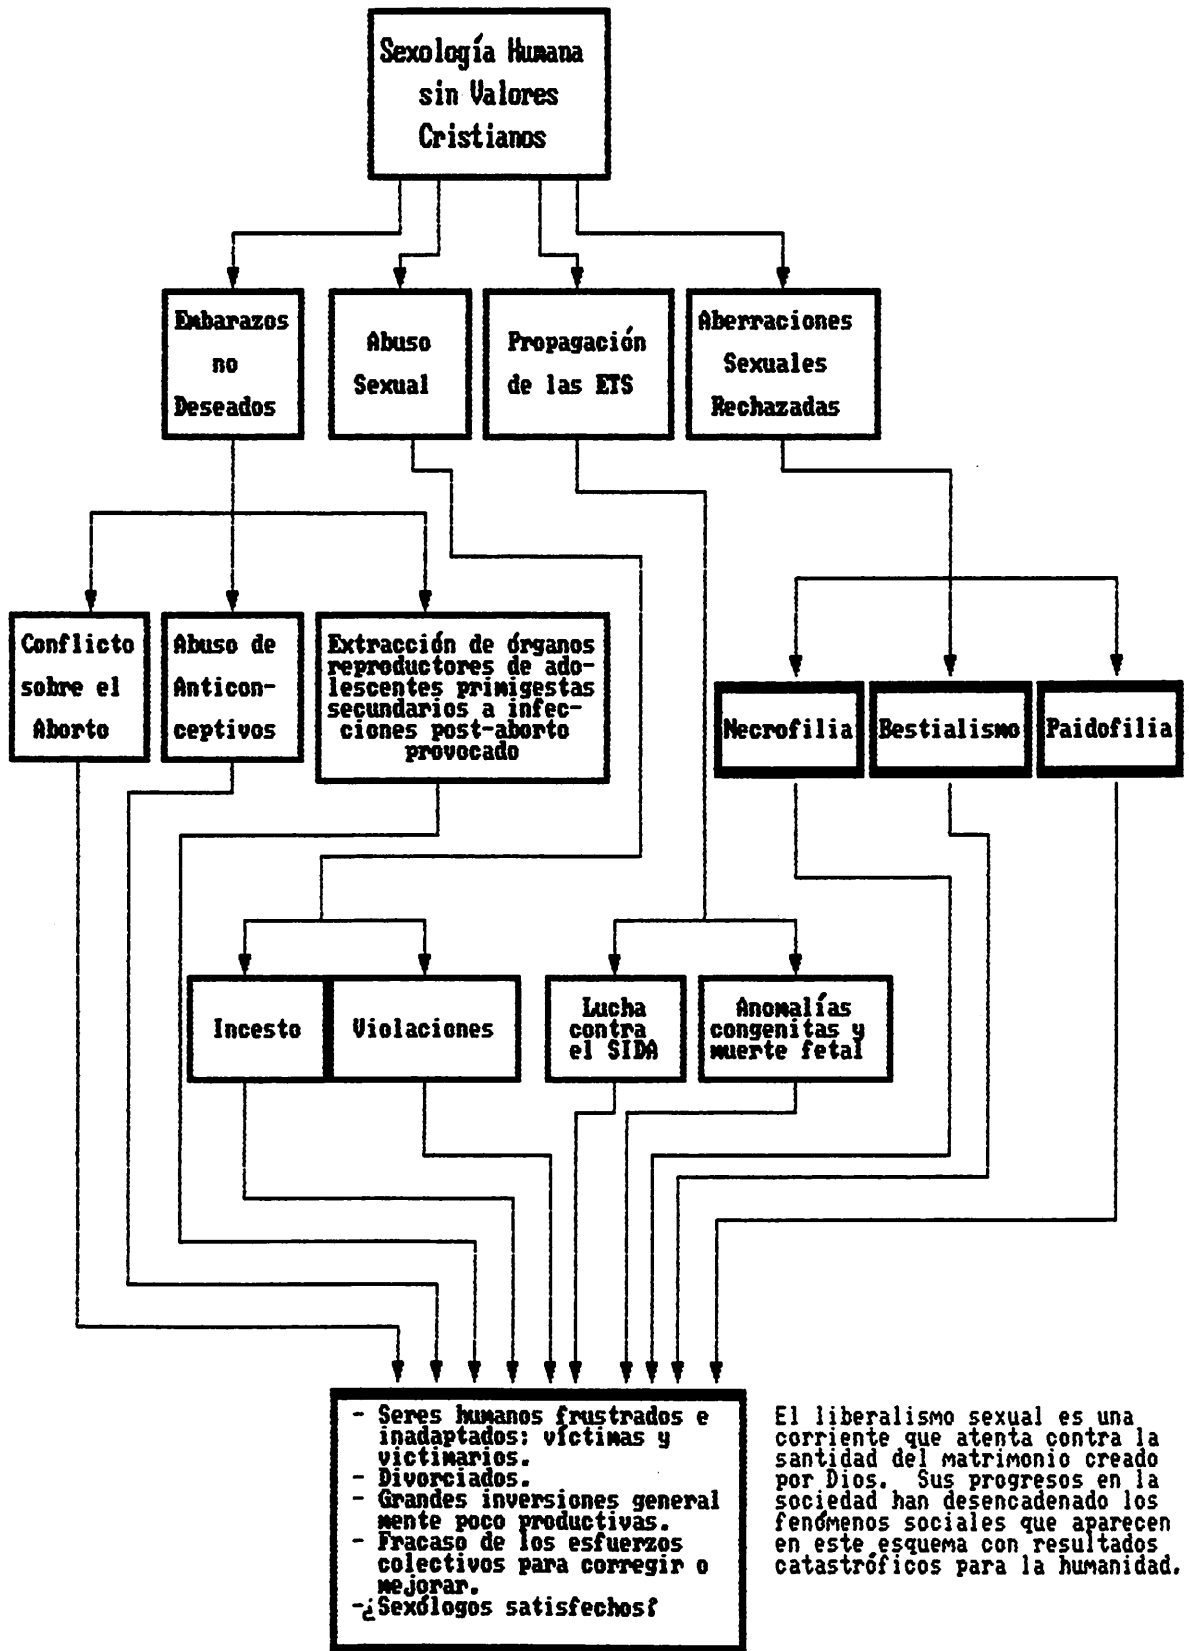 Sexología Humana
sin Valores
Cristianos
Embarazos
no
Deseados
Abuso
Sexual
Propagación
de las ETS
Aberraciones
Sexuales
Rechazadas
Conflicto
sobre el
Aborto
Abuso de
Anticon-
ceptivos
Extracción de órganos
reproductores de ado-
lescentes primigestas
secundarios a infec-
ciones post-aborto
provocado
Necrofilia
Bestialismo
Paidofilia
Incesto
Violaciones
Lucha
contra
el SIDA
Anomalías
congenitas y
muerte fetal
- Seres humanos frustrados e
inadaptados: víctimas y
victimarios.
- Divorciados.
- Grandes inversiones general
mente poco productivas.
- Fracaso de los esfuerzos
colectivos para corregir o
mejorar.
-¿Sexólogos satisfechos?
El liberalismo sexual es una
corriente que atenta contra la
santidad del matrimonio creado
por Dios. Sus progresos en la
sociedad han desencadenado los
fenómenos sociales que aparecen
en este esquema con resultados
catastróficos para la humanidad.